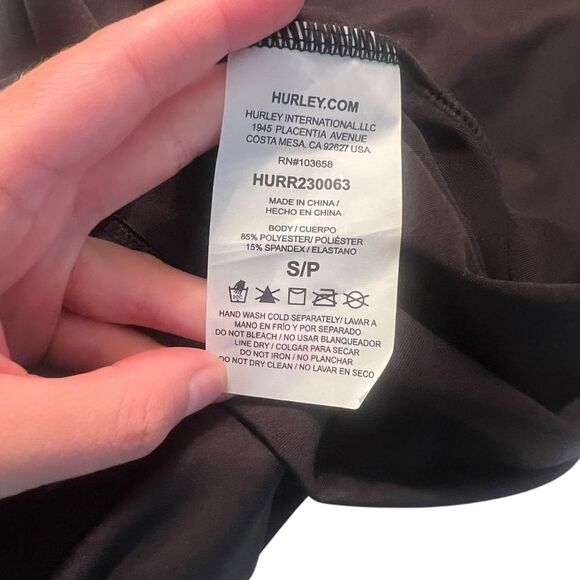 HURLEY.COM
HURLEY INTERNATIONAL,LLC
1945 PLACENTIA AVENUE
COSTA MESA, CA 92627 USA
RN#103658
HURR230063
MADE IN CHINA /
HECHO EN CHINA
BODY / CUERPO
85% POLYESTER/ POLIÉSTER
15% SPANDEX / ELASTANO
S/P
HAND WASH COLD SEPARATELY/ LAVAR A
MANO EN FRÍO Y POR SEPARADO
DO NOT BLEACH / NO USAR BLANQUEADOR
LINE DRY / COLGAR PARA SECAR
DO NOT IRON / NO PLANCHAR
DO NOT DRY CLEAN / NO LAVAR EN SECO